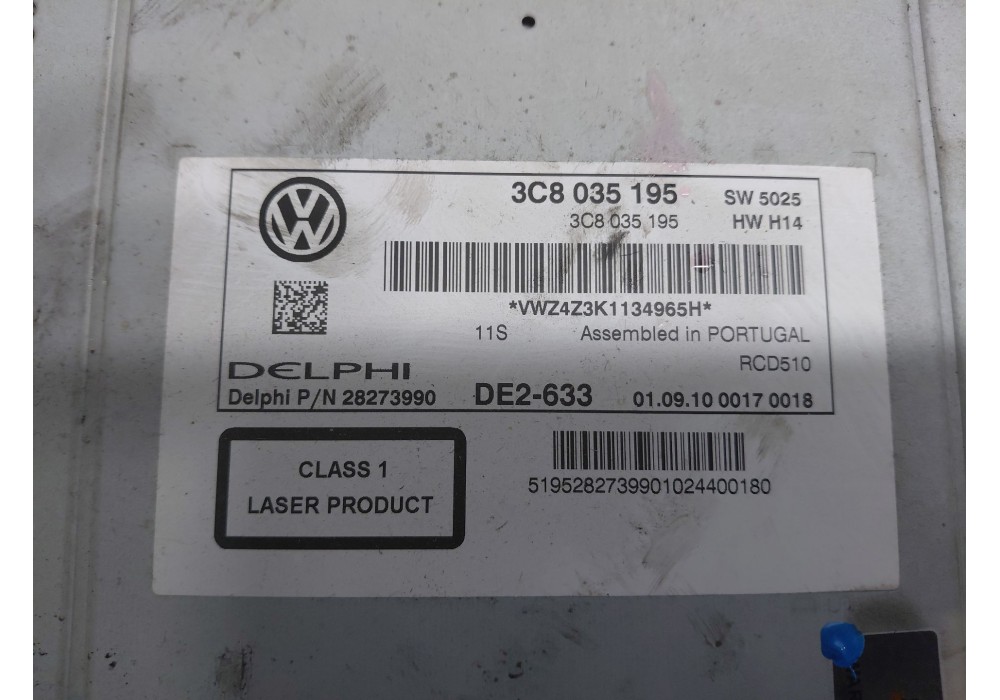 3C8 035 195 SW 5025
3C8 035 195 HW H14
*VWZ4Z3K1134965H*
11S Assembled in PORTUGAL
RCD510
DELPHI
Delphi P/N 28273990 DE2-633 01.09.10 0017 0018
CLASS 1
LASER PRODUCT
5195282739901024400180